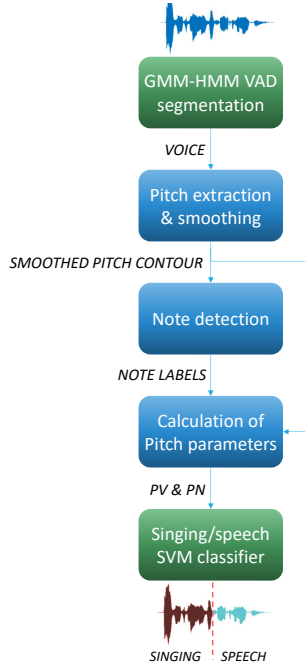 GMM-HMM VAD
segmentation
VOICE
Pitch extraction
& smoothing
SMOOTHED PITCH CONTOUR
Note detection
NOTE LABELS
Calculation of
Pitch parameters
PV & PN
Singing/speech
SVM classifier
SINGING SPEECH